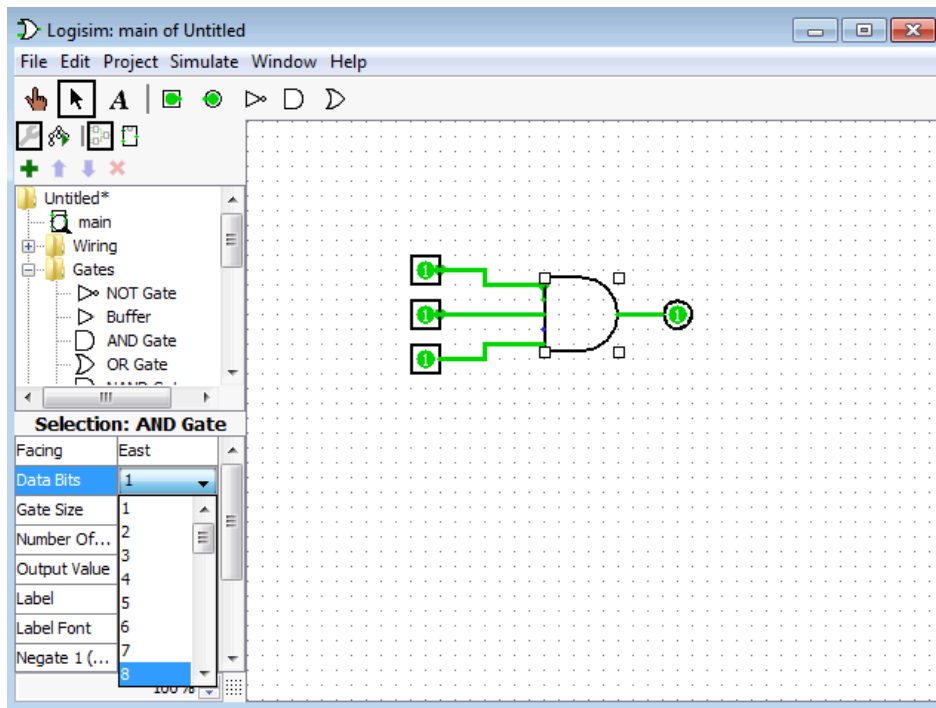 Logisim: main of Untitled
File Edit Project Simulate Window Help
A
Untitled*
main
Wiring
Gates
NOT Gate
Buffer
AND Gate
OR Gate
Selection: AND Gate
Facing East
Data Bits 1
Gate Size 1
Number Of... 2
3
Output Value 4
Label 5
Label Font 6
Negate 1 (... 7
8
100%
1
1
1
1